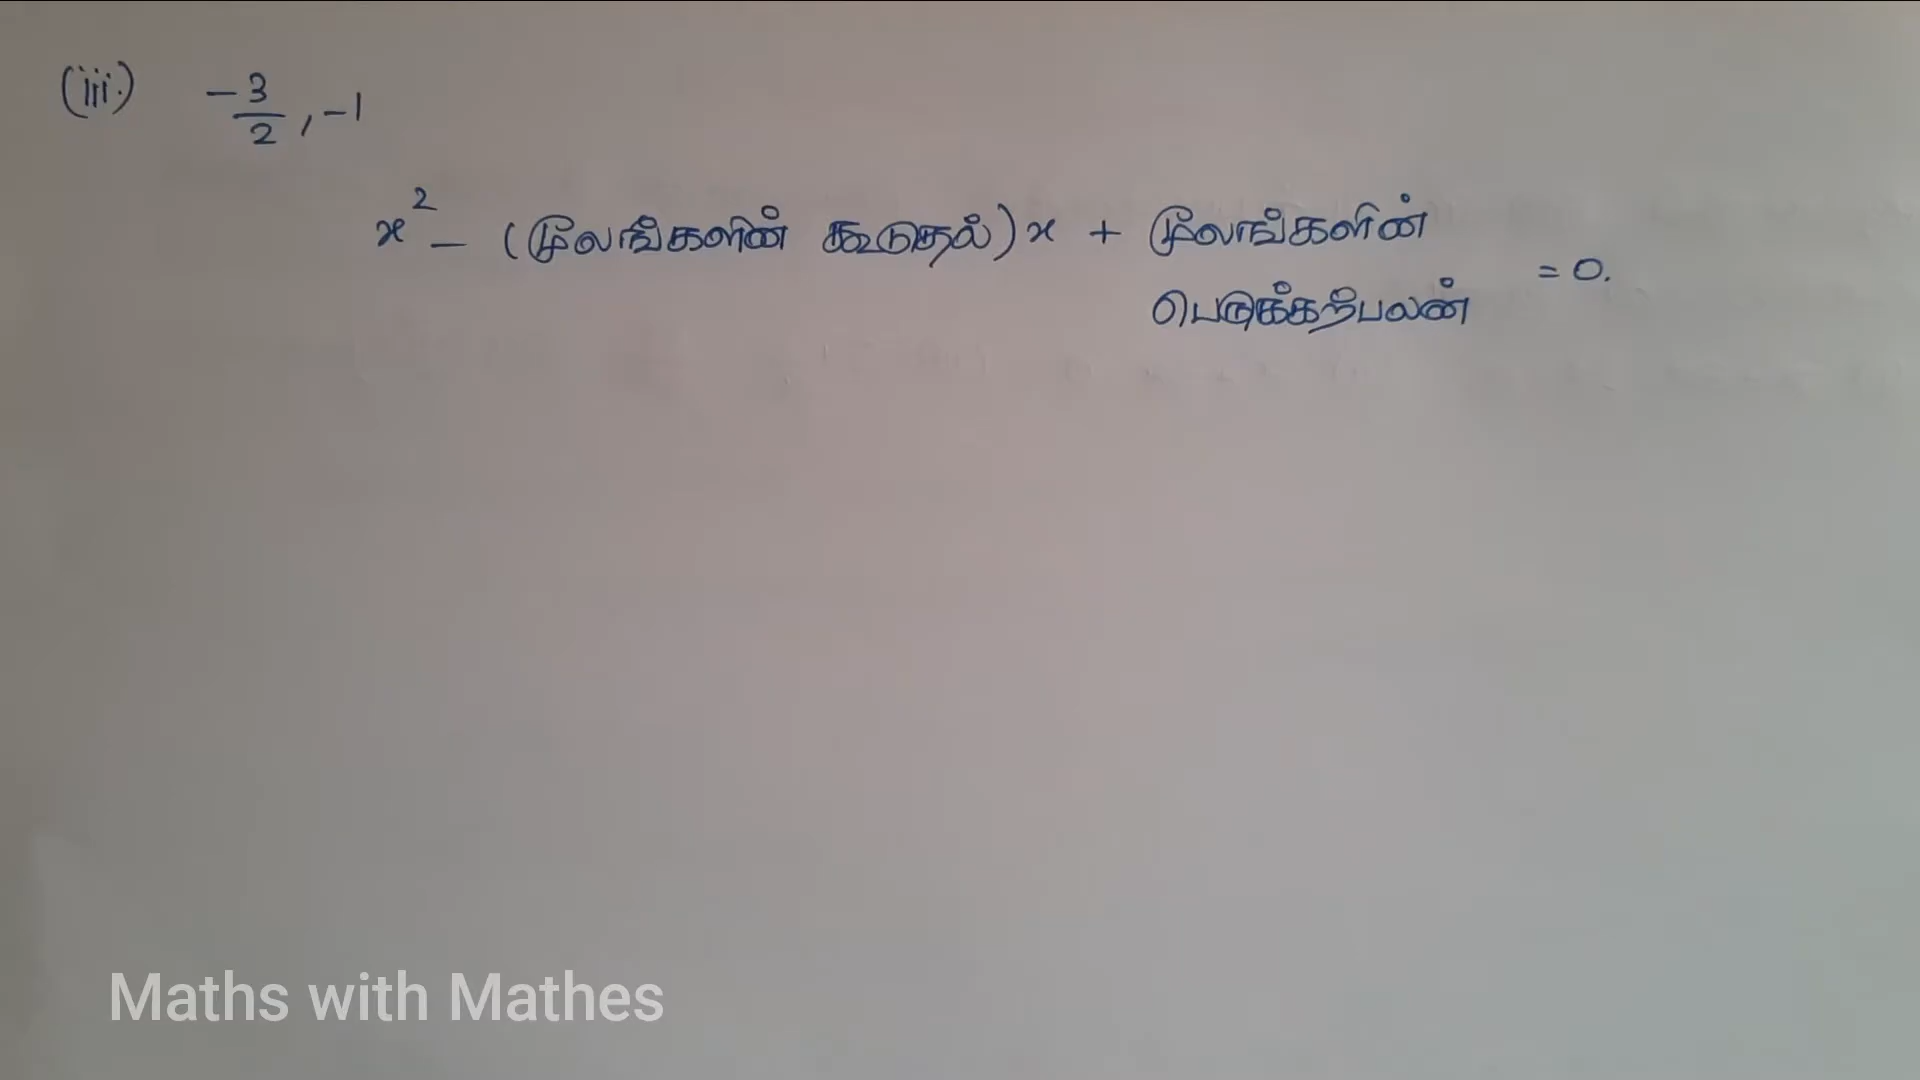 (iii) -3/2 , -1
x² - (மூலங்களின் கூடுதல்)x + மூலங்களின்
பெருக்கற்பலன் = 0.
Maths with Mathes